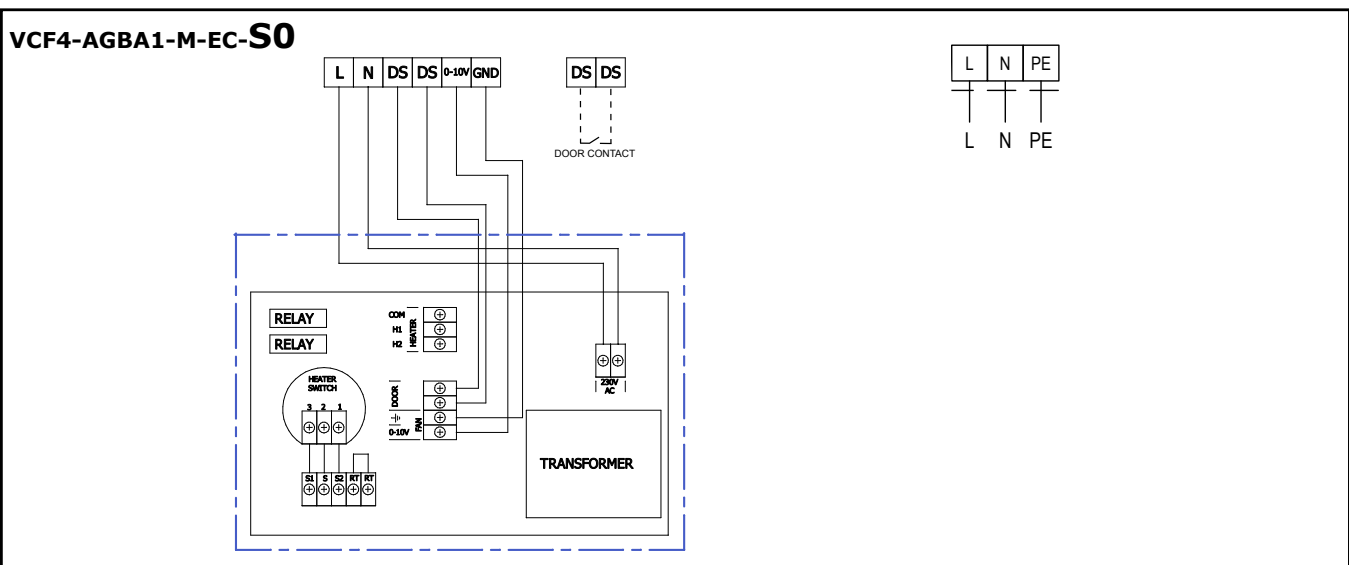 VCF4-AGBA1-M-EC-S0
L N DS DS 0-10V GND
DS DS
DOOR CONTACT
L N PE
L N PE
RELAY
RELAY
COM
H1
H2
HEATER
HEATER
SWITCH
3 2 1
S1 S S2 RT RT
DOOR
FAN
0-10V
230V
AC
TRANSFORMER